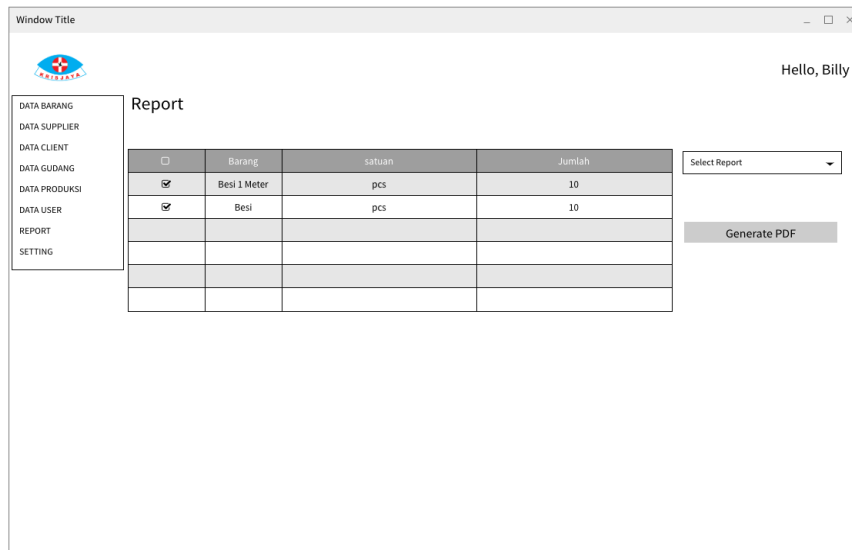 Window Title
KRISJAYA
Hello, Billy
Report
DATA BARANG
DATA SUPPLIER
DATA CLIENT
DATA GUDANG
DATA PRODUKSI
DATA USER
REPORT
SETTING
Barang satuan Jumlah
Besi 1 Meter pcs 10
Besi pcs 10
Select Report
Generate PDF